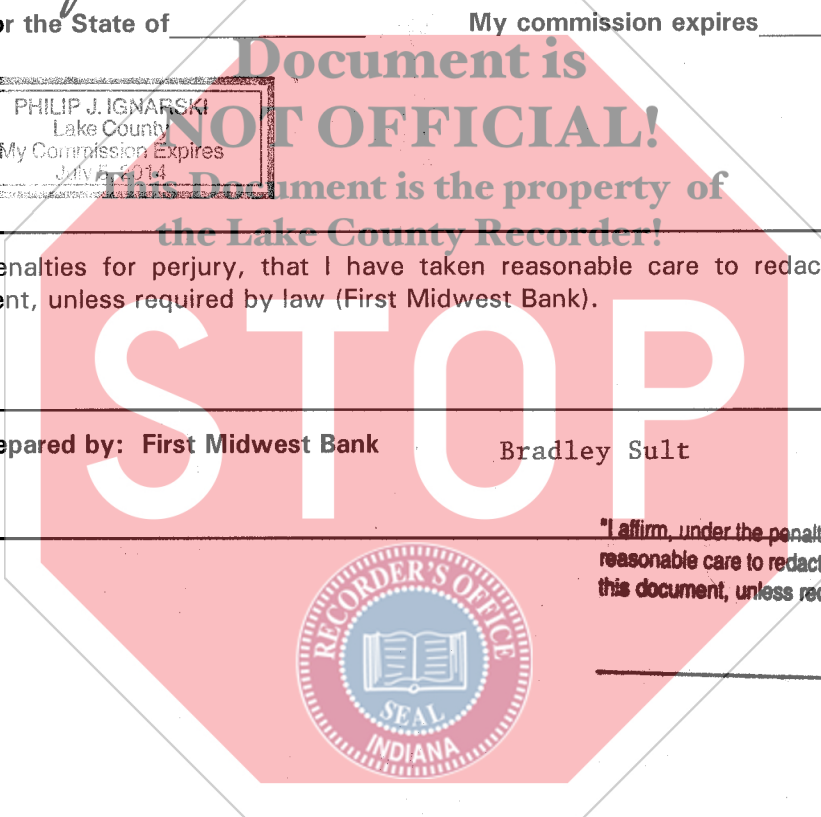 or the State of My commission expires
Document is
NOT OFFICIAL!
This Document is the property of
the Lake County Recorder!
PHILIP J. IGNARSKI
Lake County
My Commission Expires
July 5, 2014
enalties for perjury, that I have taken reasonable care to redac
ent, unless required by law (First Midwest Bank).
STOP
epared by: First Midwest Bank Bradley Sult
"I affirm, under the penalt
reasonable care to redact
this document, unless req
RECORDER'S OFFICE
SEAL
INDIANA